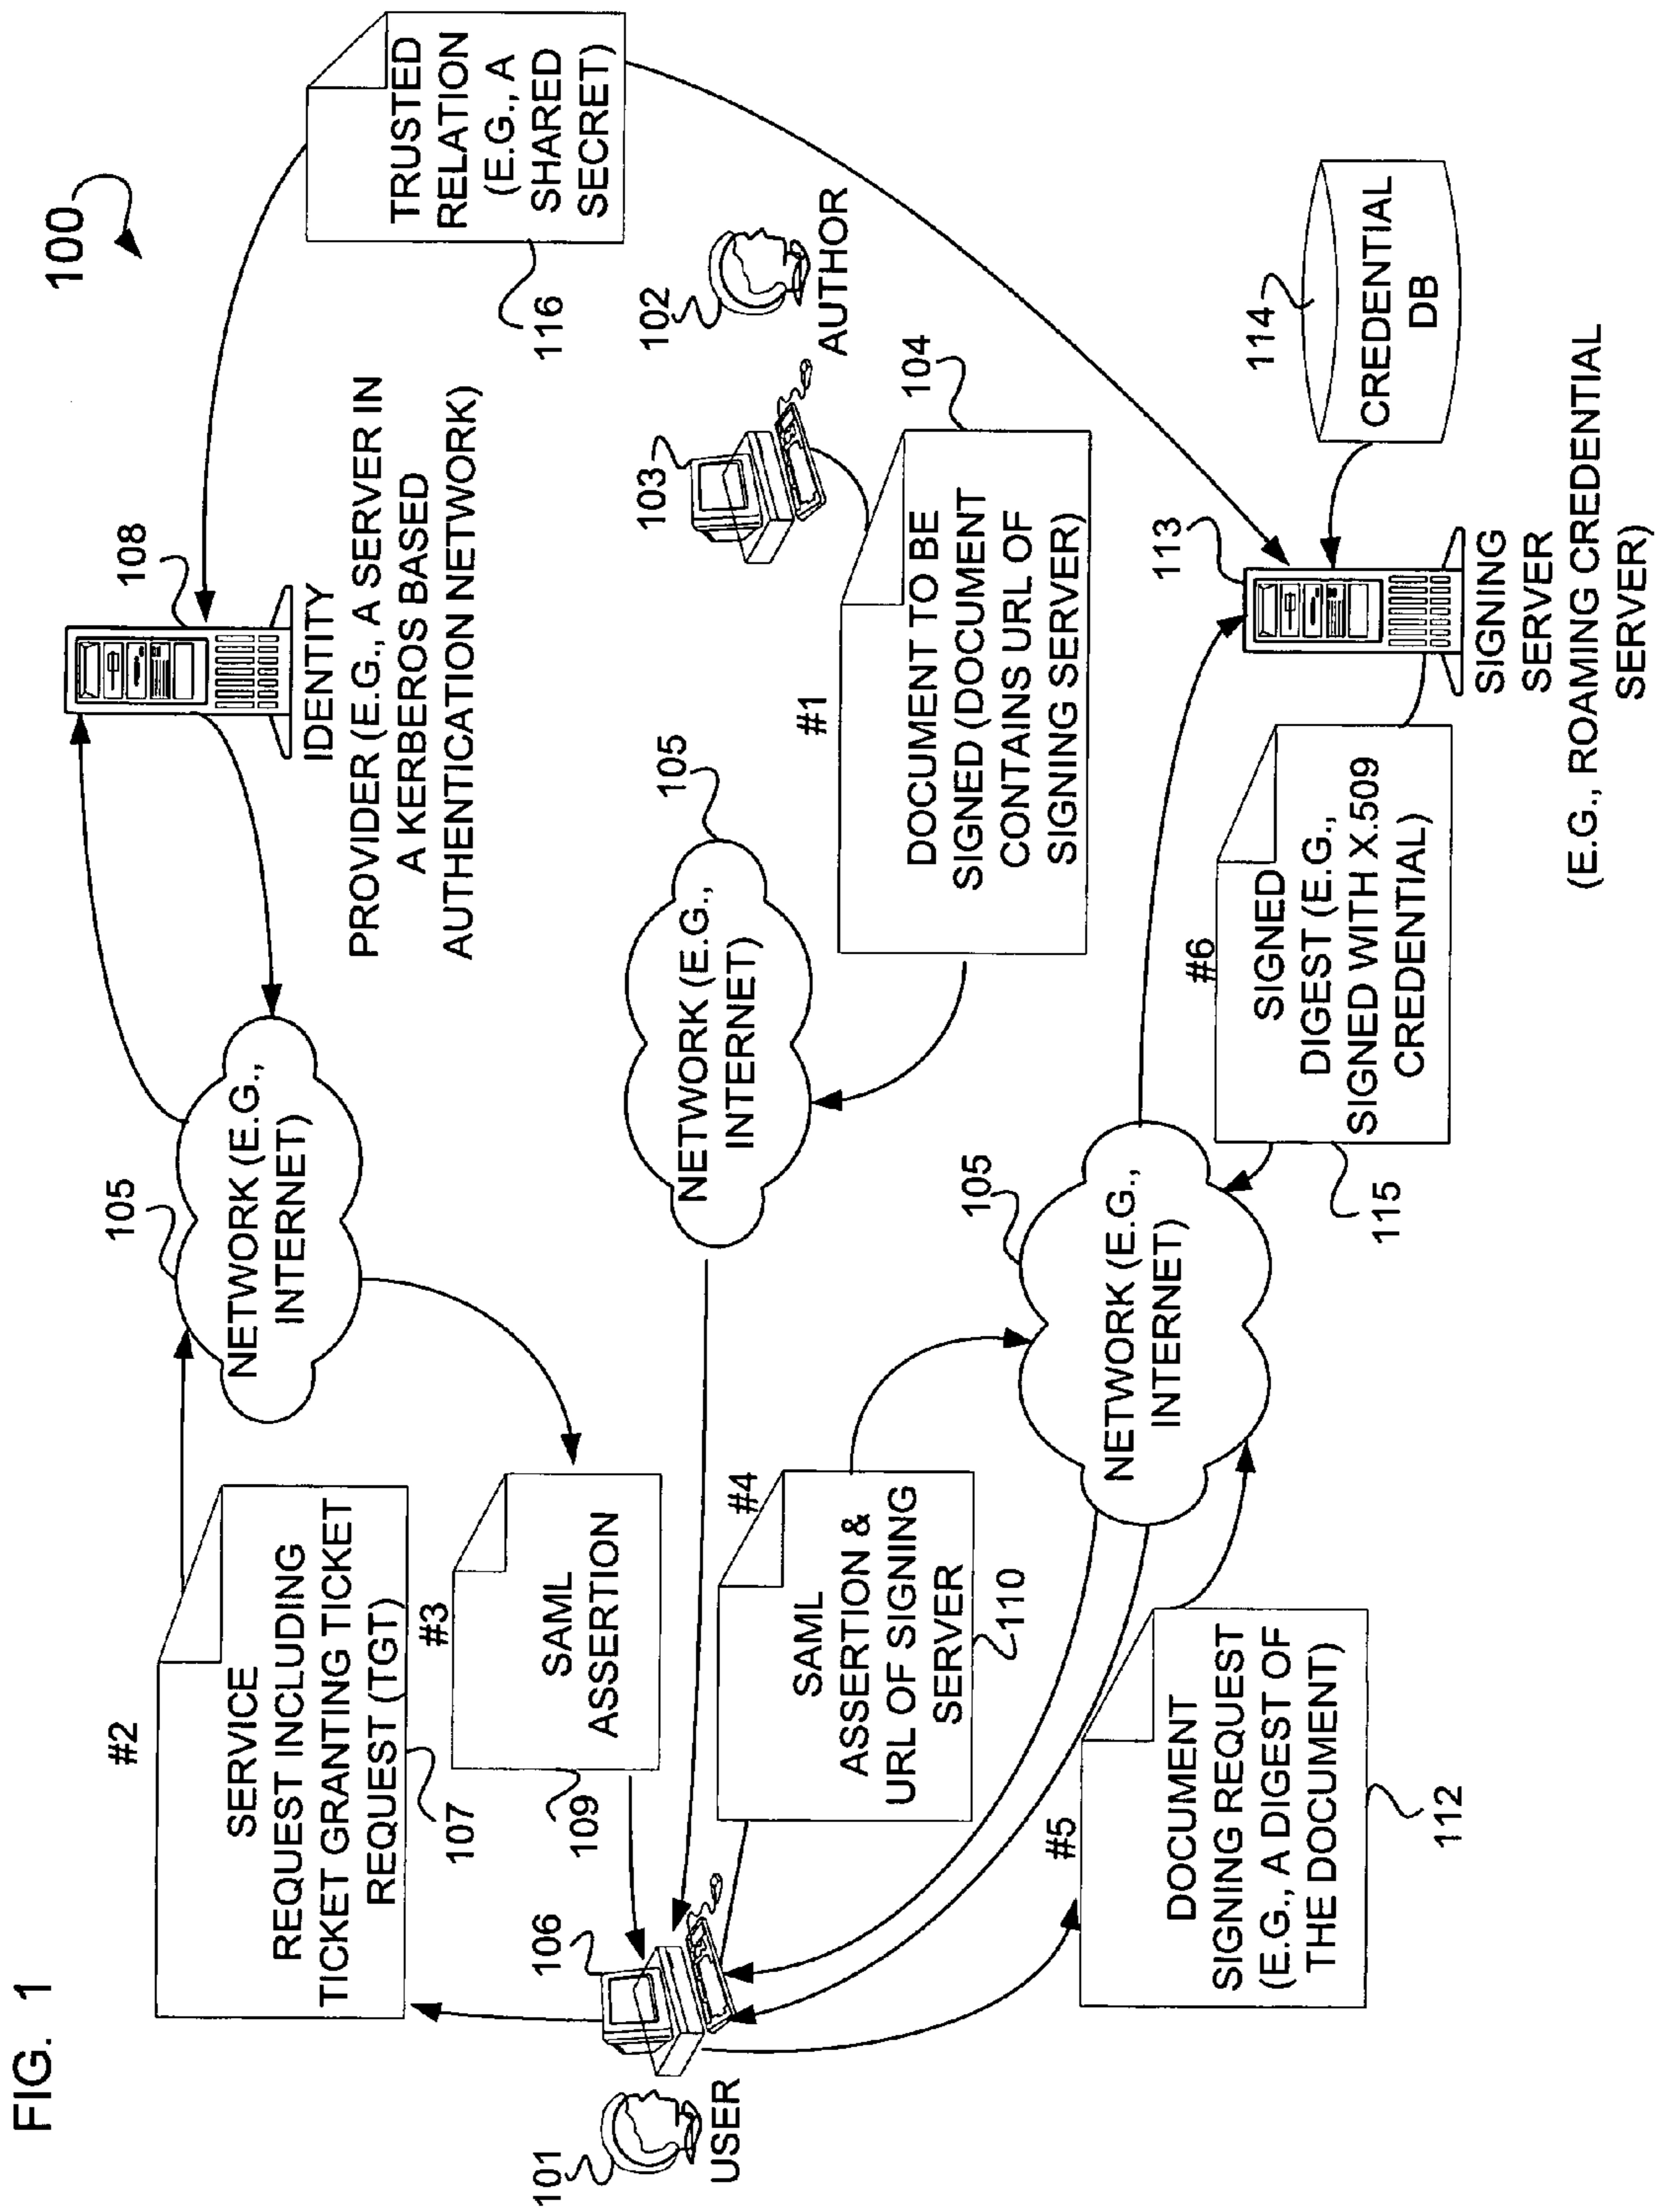 FIG. 1
100
#2
SERVICE
REQUEST INCLUDING
TICKET GRANTING TICKET
REQUEST (TGT)
107
105
NETWORK (E.G.,
INTERNET)
108
IDENTITY
PROVIDER (E.G., A SERVER IN
A KERBEROS BASED
AUTHENTICATION NETWORK)
TRUSTED
RELATION
(E.G., A
SHARED
SECRET)
116
#3
SAML
ASSERTION
109
101
USER
106
105
NETWORK (E.G.,
INTERNET)
103
102
AUTHOR
#1
104
DOCUMENT TO BE
SIGNED (DOCUMENT
CONTAINS URL OF
SIGNING SERVER)
#4
SAML
ASSERTION &
URL OF SIGNING
SERVER
110
105
NETWORK (E.G.,
INTERNET)
#5
DOCUMENT
SIGNING REQUEST
(E.G., A DIGEST OF
THE DOCUMENT)
112
#6
SIGNED
DIGEST (E.G.,
SIGNED WITH X.509
CREDENTIAL)
115
113
SIGNING
SERVER
(E.G., ROAMING CREDENTIAL
SERVER)
114
CREDENTIAL
DB